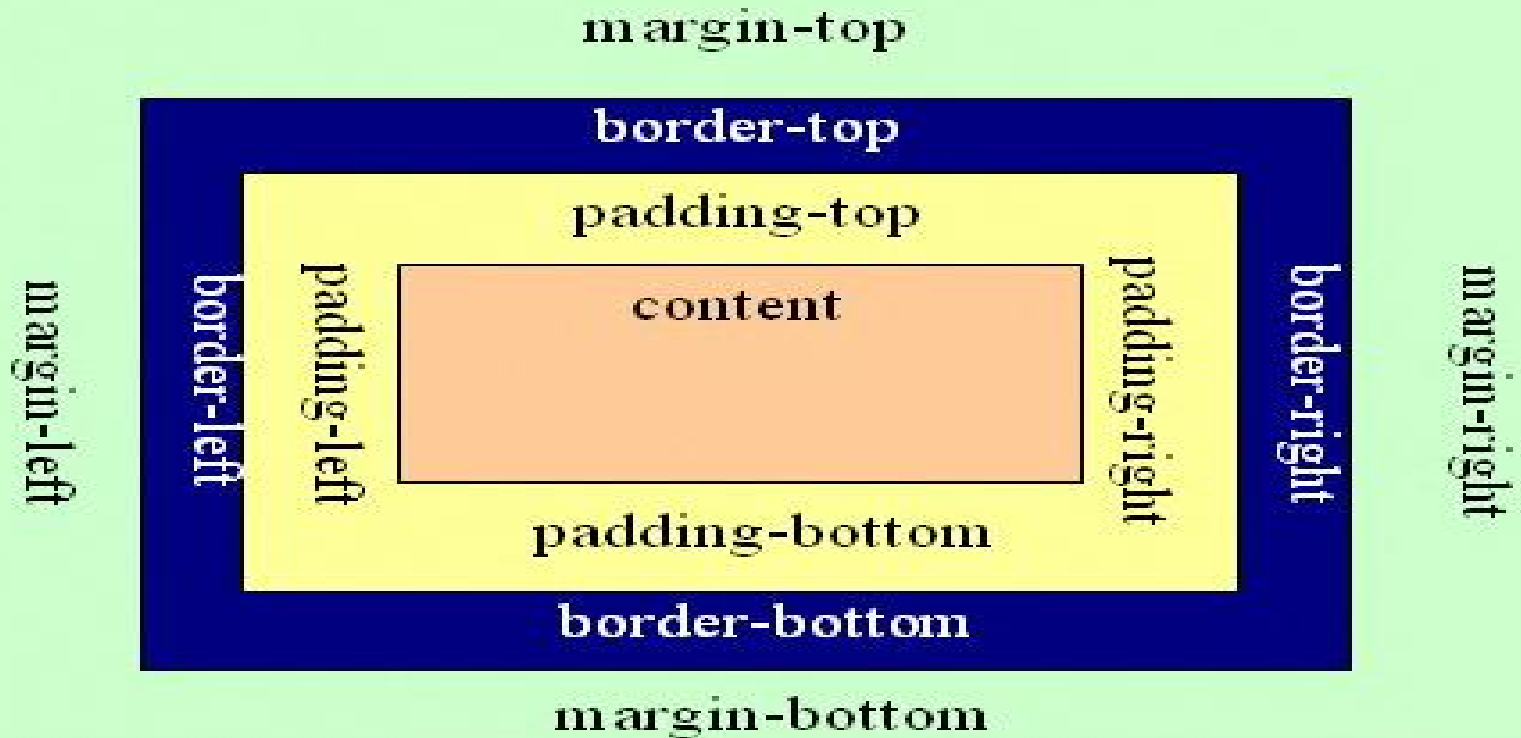 margin-top
border-top
padding-top
margin-left
border-left
padding-left
content
padding-right
border-right
margin-right
padding-bottom
border-bottom
margin-bottom